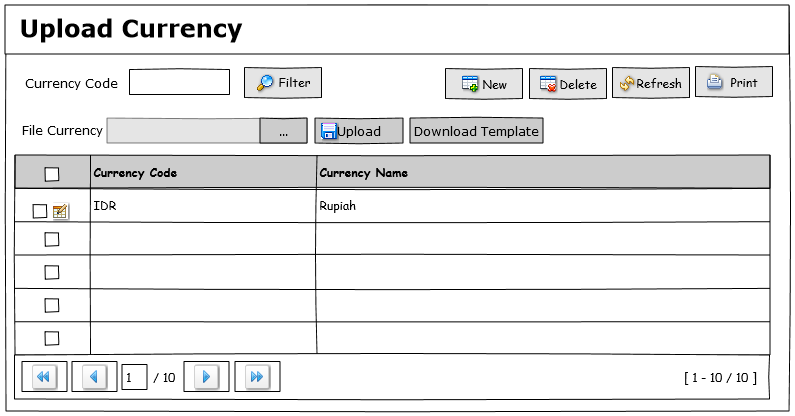 Upload Currency
Currency Code Filter New Delete Refresh Print
File Currency ... Upload Download Template
Currency Code Currency Name
IDR Rupiah
1 / 10 [ 1 - 10 / 10 ]